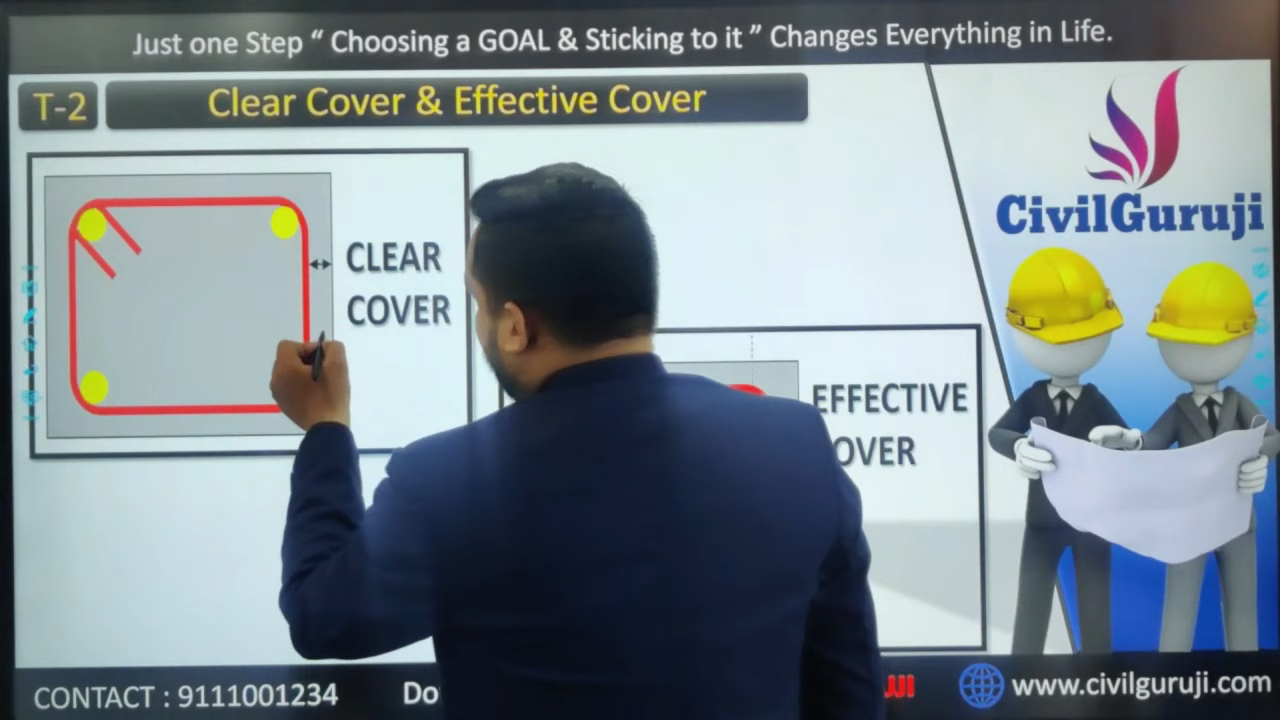 Just one Step “ Choosing a GOAL & Sticking to it ” Changes Everything in Life.
T-2
Clear Cover & Effective Cover
CivilGuruji
CLEAR
COVER
EFFECTIVE
OVER
CONTACT : 9111001234
Do
UJI
www.civilguruji.com